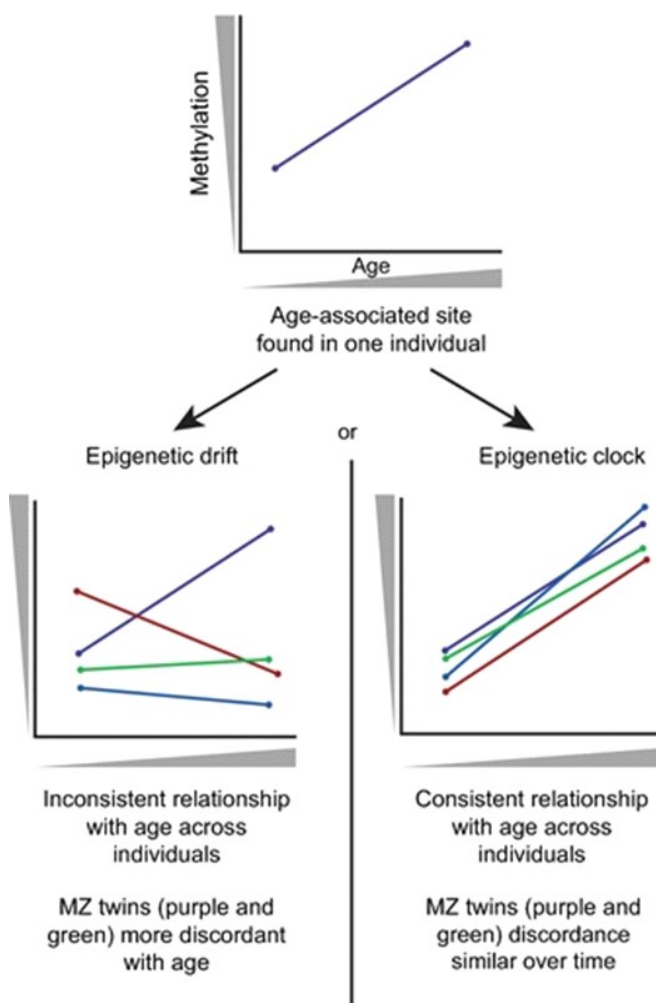 Methylation
Age
Age-associated site
found in one individual
or
Epigenetic drift
Inconsistent relationship
with age across
individuals
MZ twins (purple and
green) more discordant
with age
Epigenetic clock
Consistent relationship
with age across
individuals
MZ twins (purple and
green) discordance
similar over time